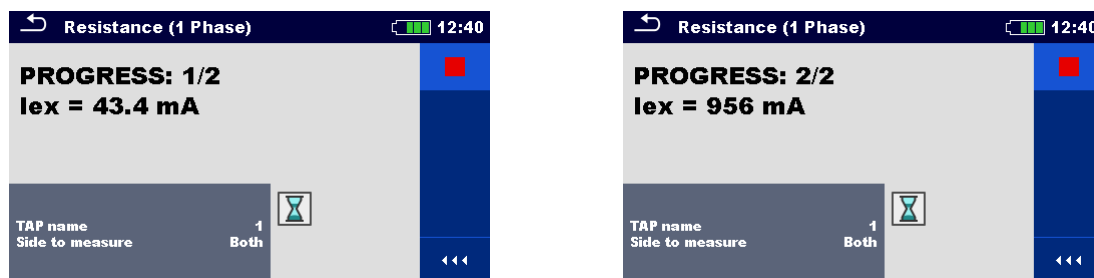 Resistance (1 Phase) 12:40
PROGRESS: 1/2
Iex = 43.4 mA
TAP name 1
Side to measure Both
Resistance (1 Phase) 12:40
PROGRESS: 2/2
Iex = 956 mA
TAP name 1
Side to measure Both